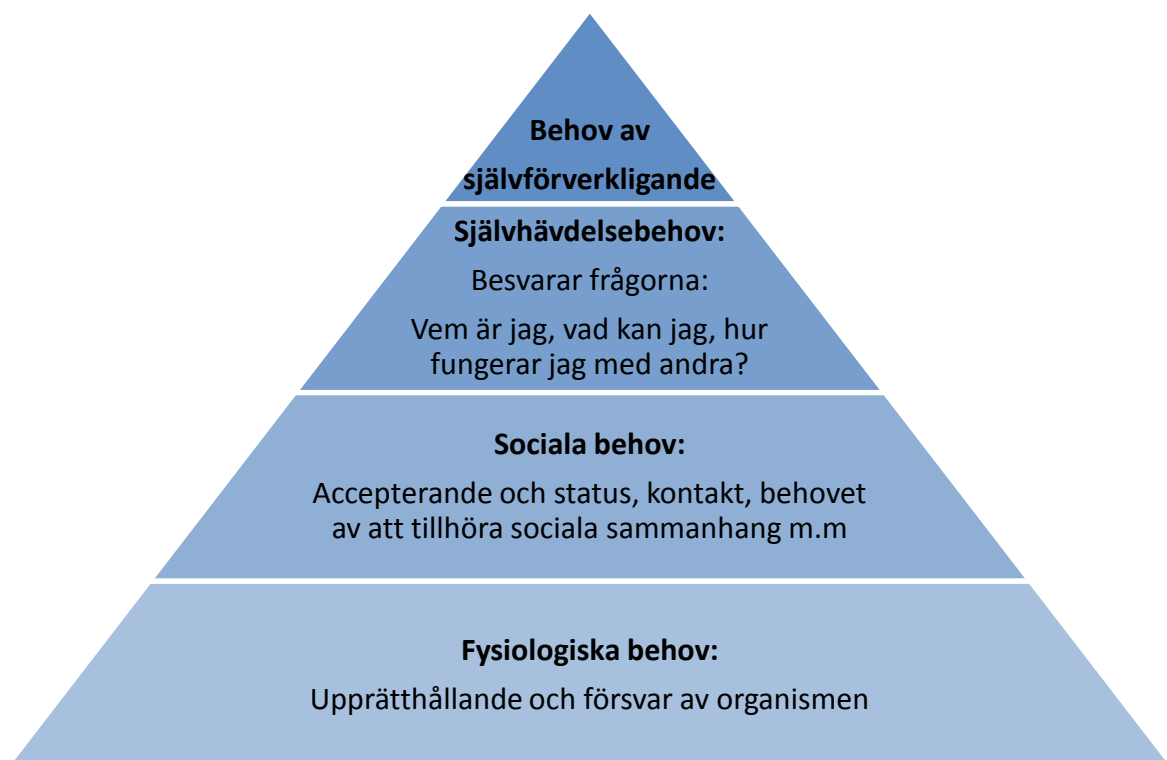 Behov av
självförverkligande
Självhävdelsebehov:
Besvarar frågorna:
Vem är jag, vad kan jag, hur
fungerar jag med andra?
Sociala behov:
Accepterande och status, kontakt, behovet
av att tillhöra sociala sammanhang m.m
Fysiologiska behov:
Upprätthållande och försvar av organismen